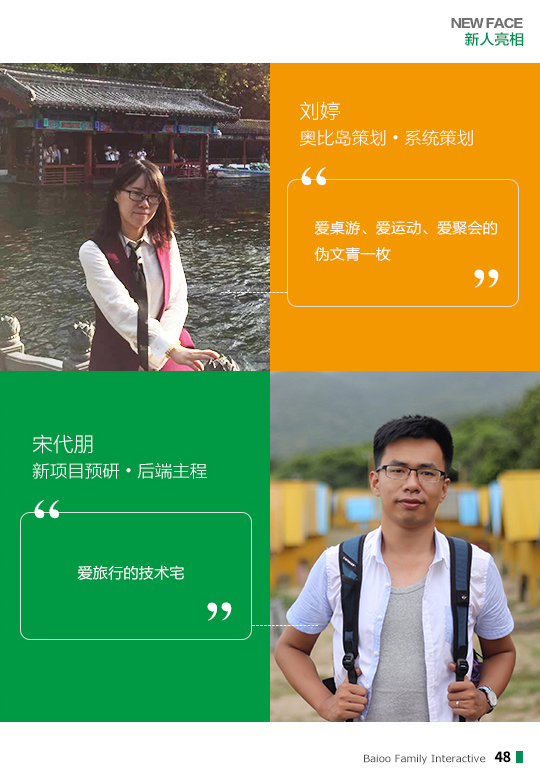 NEW FACE
新人亮相
刘婷
奥比岛策划·系统策划
“
爱桌游、爱运动、爱聚会的
伪文青一枚
”
宋代朋
新项目预研·后端主程
“
爱旅行的技术宅
”
Baioo Family Interactive 48